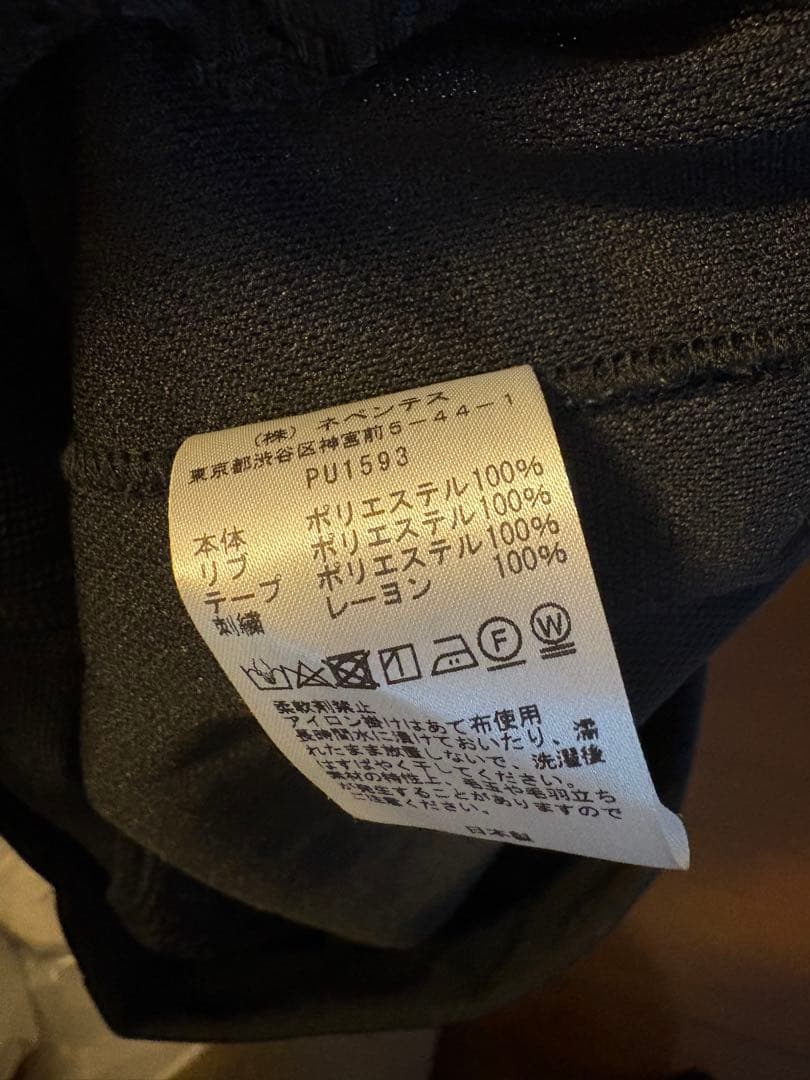 (株) ネペンテス
東京都渋谷区神宮前5-44-1
PU1593
本体 ポリエステル100%
リブ ポリエステル100%
テープ ポリエステル100%
刺繍 レーヨン 100%
F W
柔軟剤禁止
アイロン掛けはあて布使用
長時間水に漬けておいたり、濡
れたまま放置しないで、洗濯後
はすばやく干してください。
素材の特性上、毛玉や毛羽立ち
が発生することがありますので
ご注意ください。
日本製